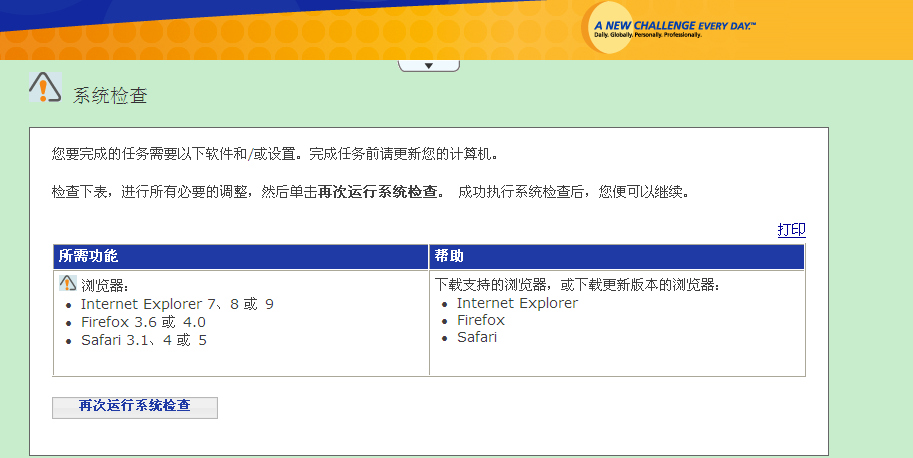 A NEW CHALLENGE EVERY DAY.™
Daily. Globally. Personally. Professionally.
系统检查
您要完成的任务需要以下软件和/或设置。完成任务前请更新您的计算机。
检查下表，进行所有必要的调整，然后单击再次运行系统检查。 成功执行系统检查后，您便可以继续。
打印
所需功能
帮助
浏览器：
Internet Explorer 7、8 或 9
Firefox 3.6 或 4.0
Safari 3.1、4 或 5
下载支持的浏览器，或下载更新版本的浏览器：
Internet Explorer
Firefox
Safari
再次运行系统检查